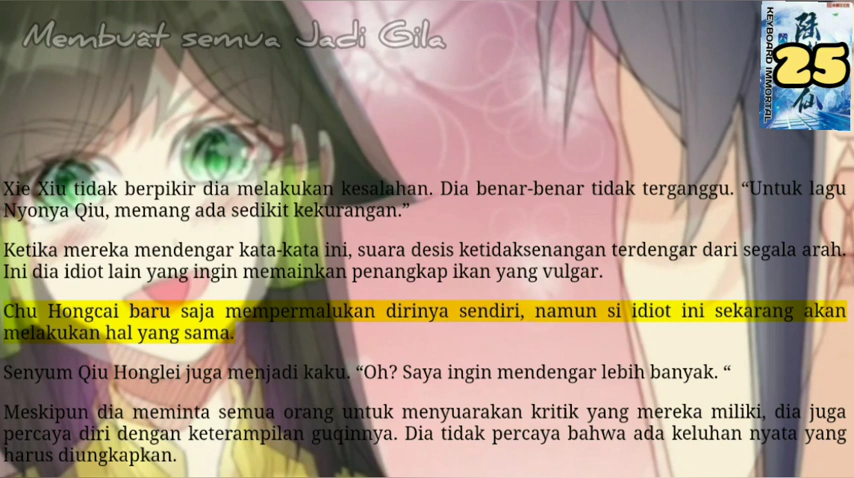 Membuat semua Jadi Gila
KEYBOARD IMMORTAL
25
Xie Xiu tidak berpikir dia melakukan kesalahan. Dia benar-benar tidak terganggu. “Untuk lagu
Nyonya Qiu, memang ada sedikit kekurangan.”
Ketika mereka mendengar kata-kata ini, suara desis ketidaksenangan terdengar dari segala arah.
Ini dia idiot lain yang ingin memainkan penangkap ikan yang vulgar.
Chu Hongcai baru saja mempermalukan dirinya sendiri, namun si idiot ini sekarang akan
melakukan hal yang sama.
Senyum Qiu Honglei juga menjadi kaku. “Oh? Saya ingin mendengar lebih banyak. “
Meskipun dia meminta semua orang untuk menyuarakan kritik yang mereka miliki, dia juga
percaya diri dengan keterampilan guqinnya. Dia tidak percaya bahwa ada keluhan nyata yang
harus diungkapkan.